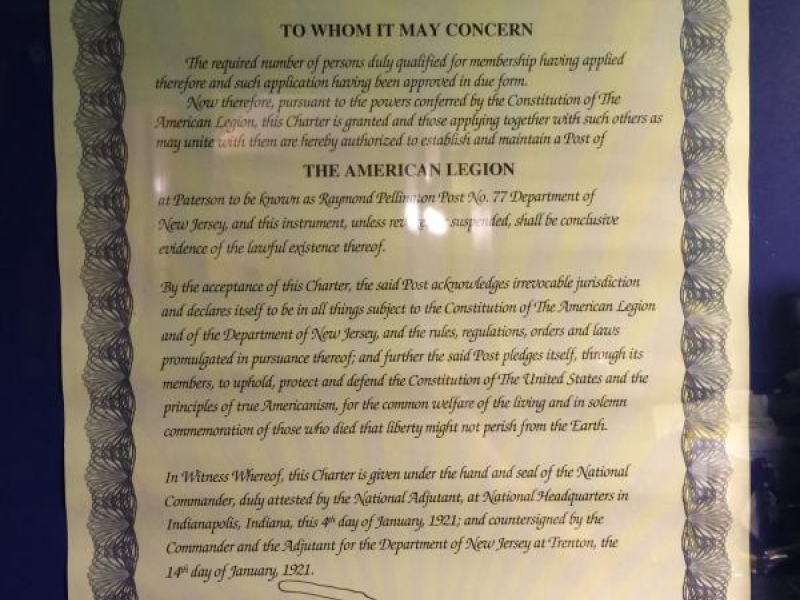 TO WHOM IT MAY CONCERN
The required number of persons duly qualified for membership having applied
therefore and such application having been approved in due form.
Now therefore, pursuant to the powers conferred by the Constitution of The
American Legion, this Charter is granted and those applying together with such others as
may unite with them are hereby authorized to establish and maintain a Post of
THE AMERICAN LEGION
at Paterson to be known as Raymond Pellington Post No. 77 Department of
New Jersey, and this instrument, unless suspended, shall be conclusive
evidence of the lawful existence thereof.
By the acceptance of this Charter, the said Post acknowledges irrevocable jurisdiction
and declares itself to be in all things subject to the Constitution of The American Legion
and of the Department of New Jersey, and the rules, regulations, orders and laws
promulgated in pursuance thereof; and further the said Post pledges itself, through its
members, to uphold, protect and defend the Constitution of The United States and the
principles of true Americanism, for the common welfare of the living and in solemn
commemoration of those who died that liberty might not perish from the Earth.
In Witness Whereof, this Charter is given under the hand and seal of the National
Commander, duly attested by the National Adjutant, at National Headquarters in
Indianapolis, Indiana, this 4th day of January, 1921; and countersigned by the
Commander and the Adjutant for the Department of New Jersey at Trenton, the
14th day of January, 1921.